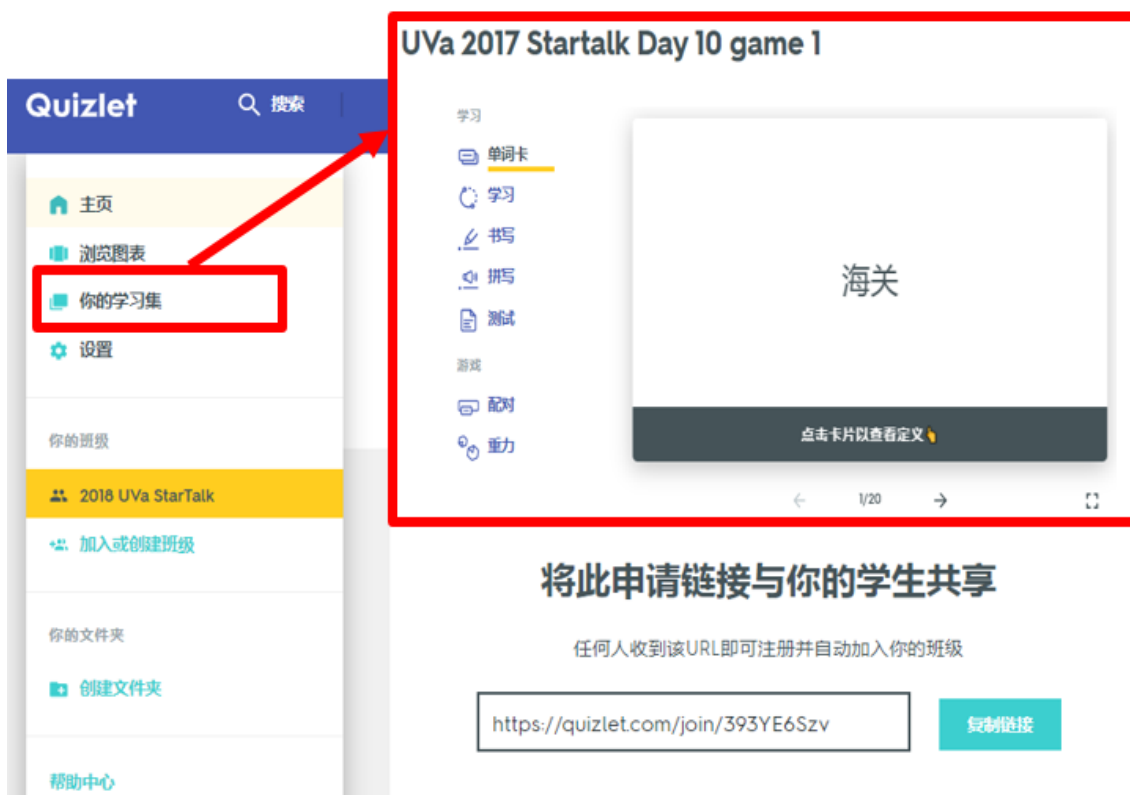 UVa 2017 Startalk Day 10 game 1
Quizlet
搜索
主页
浏览图表
你的学习集
设置
你的班级
2018 UVa StarTalk
加入或创建班级
你的文件夹
创建文件夹
帮助中心
学习
单词卡
学习
书写
拼写
测试
游戏
配对
重力
海关
点击卡片以查看定义
1/20
将此申请链接与你的学生共享
任何人收到该URL即可注册并自动加入你的班级
https://quizlet.com/join/393YE6Szv
复制链接